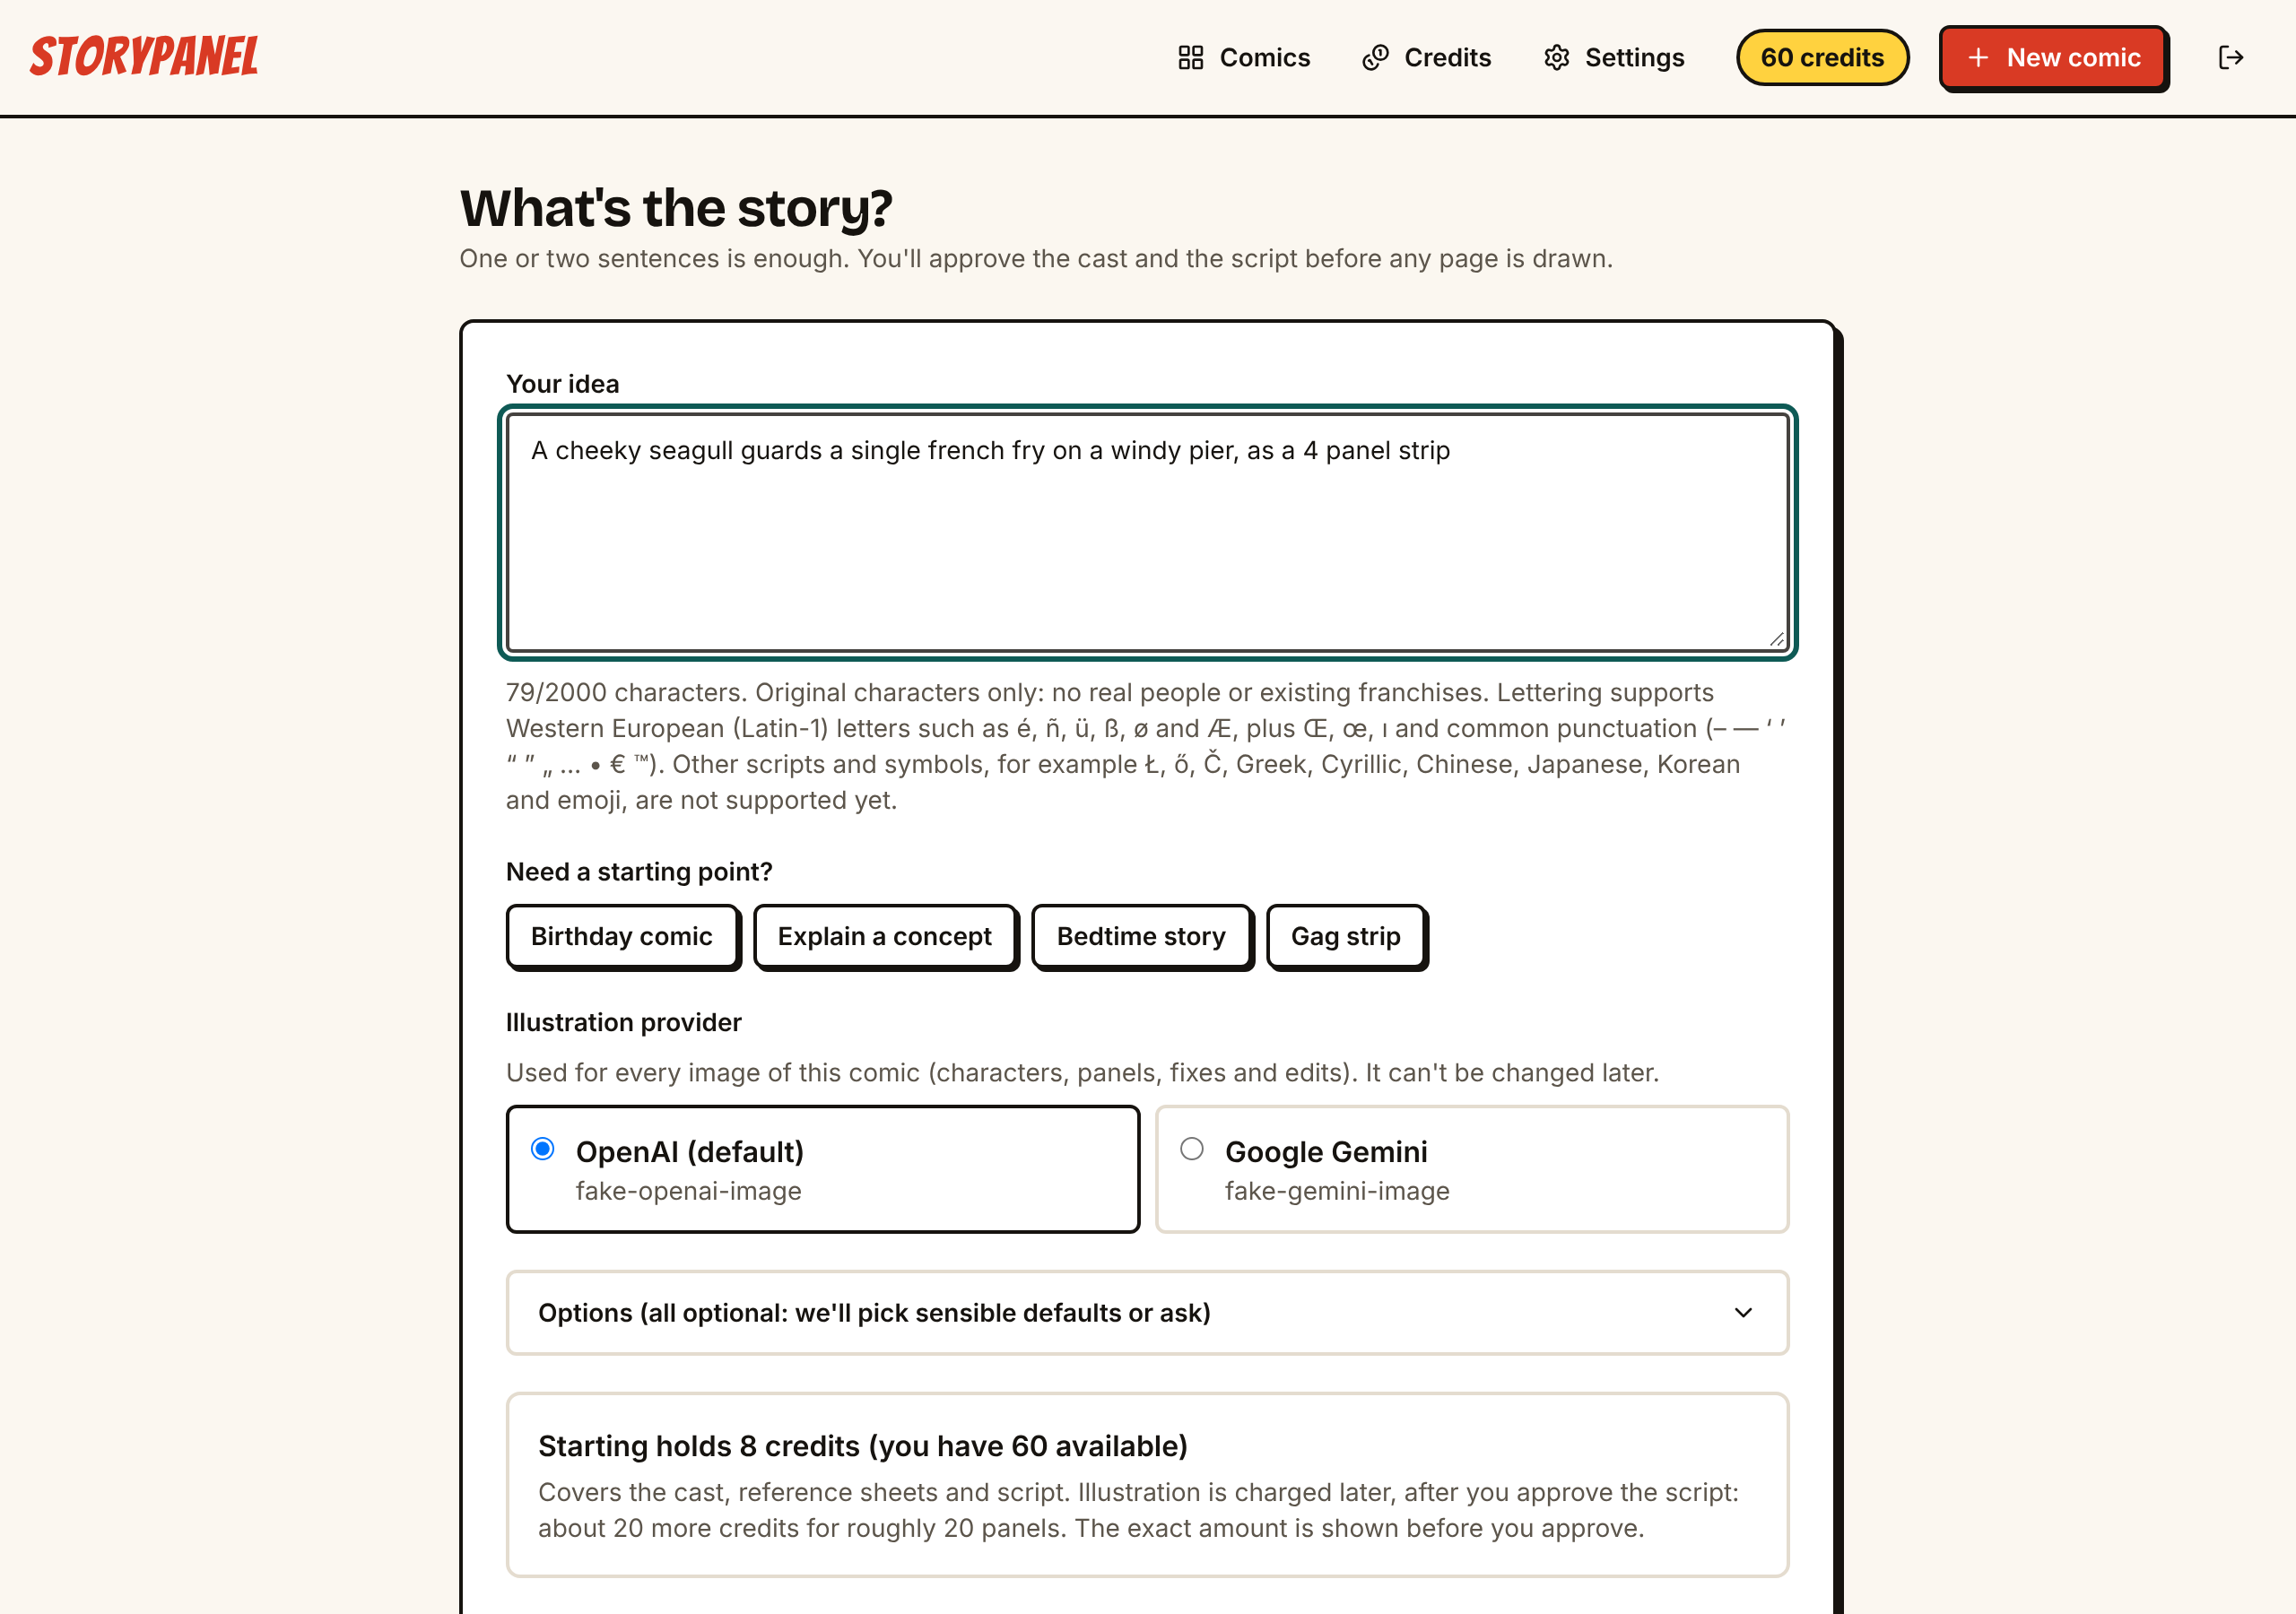 STORYPANEL
Comics
Credits
Settings
60 credits
New comic
What's the story?
One or two sentences is enough. You'll approve the cast and the script before any page is drawn.
Your idea
A cheeky seagull guards a single french fry on a windy pier, as a 4 panel strip
79/2000 characters. Original characters only: no real people or existing franchises. Lettering supports
Western European (Latin-1) letters such as é, ñ, ü, ß, ø and Æ, plus Œ, œ, ı and common punctuation (– — ‘ ’
“ ” „ … • € ™). Other scripts and symbols, for example Ł, ő, Č, Greek, Cyrillic, Chinese, Japanese, Korean
and emoji, are not supported yet.
Need a starting point?
Birthday comic
Explain a concept
Bedtime story
Gag strip
Illustration provider
Used for every image of this comic (characters, panels, fixes and edits). It can't be changed later.
OpenAI (default)
fake-openai-image
Google Gemini
fake-gemini-image
Options (all optional: we'll pick sensible defaults or ask)
Starting holds 8 credits (you have 60 available)
Covers the cast, reference sheets and script. Illustration is charged later, after you approve the script:
about 20 more credits for roughly 20 panels. The exact amount is shown before you approve.